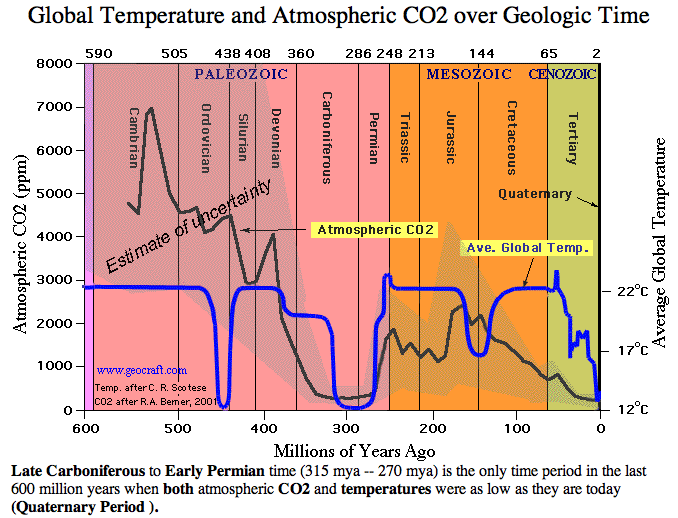 Global Temperature and Atmospheric CO2 over Geologic Time
590 505 438 408 360 286 248 213 144 65 2
PALEOZOIC MESOZOIC CENOZOIC
8000
7000
6000
5000
4000
3000
2000
1000
0
Atmospheric CO2 (ppm)
Cambrian
Ordovician
Silurian
Devonian
Carboniferous
Permian
Triassic
Jurassic
Cretaceous
Tertiary
Quaternary
Estimate of uncertainty
Atmospheric CO2
Ave. Global Temp.
22°C
17°C
12°C
Average Global Temperature
www.geocraft.com
Temp. after C. R. Scotese
CO2 after R.A. Berner, 2001
600 500 400 300 200 100 0
Millions of Years Ago
Late Carboniferous to Early Permian time (315 mya -- 270 mya) is the only time period in the last
600 million years when both atmospheric CO2 and temperatures were as low as they are today
(Quaternary Period ).